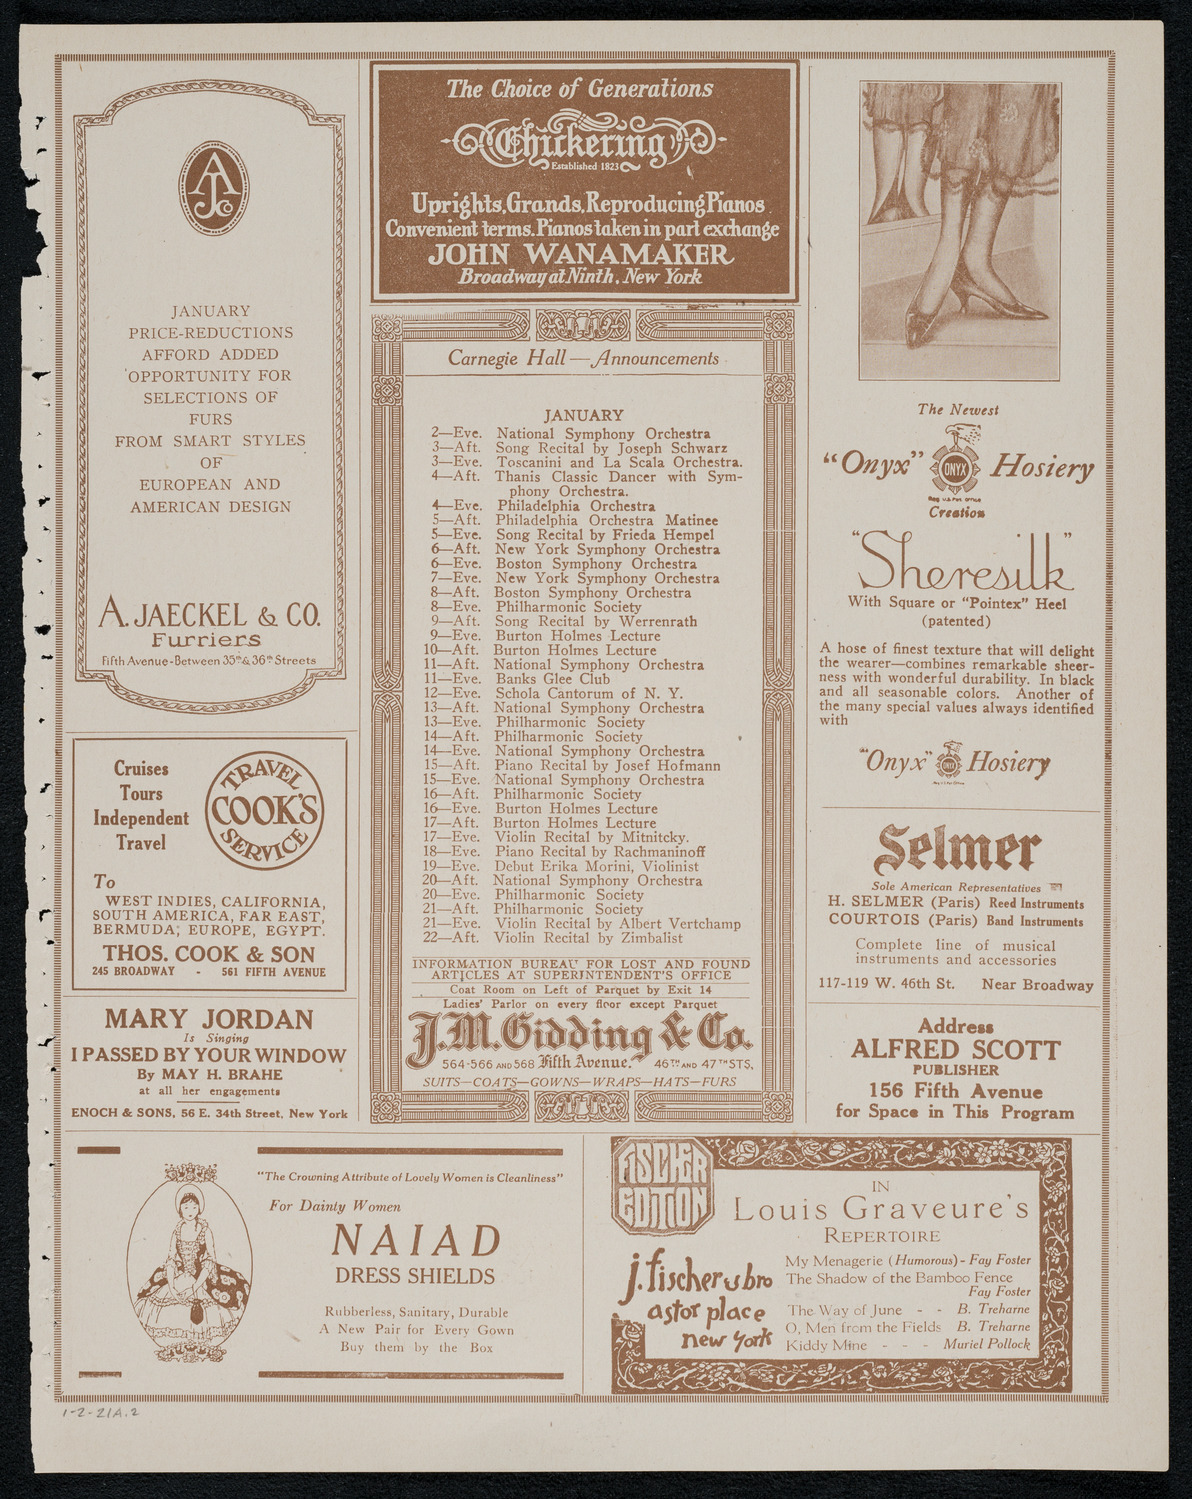 AJCo
JANUARY
PRICE-REDUCTIONS
AFFORD ADDED
OPPORTUNITY FOR
SELECTIONS OF
FURS
FROM SMART STYLES
OF
EUROPEAN AND
AMERICAN DESIGN
A. JAECKEL & CO.
Furriers
Fifth Avenue-Between 35th & 36th Streets
Cruises
Tours
Independent
Travel
TRAVEL
COOK'S
SERVICE
To
WEST INDIES, CALIFORNIA,
SOUTH AMERICA, FAR EAST,
BERMUDA, EUROPE, EGYPT.
THOS. COOK & SON
245 BROADWAY - 561 FIFTH AVENUE
MARY JORDAN
Is Singing
I PASSED BY YOUR WINDOW
By MAY H. BRAHE
at all her engagements
ENOCH & SONS, 56 E. 34th Street, New York
The Choice of Generations
Chickering
Established 1823
Uprights, Grands, Reproducing Pianos
Convenient terms. Pianos taken in part exchange
JOHN WANAMAKER
Broadway at Ninth, New York
Carnegie Hall—Announcements
JANUARY
2—Eve. National Symphony Orchestra
3—Aft. Song Recital by Joseph Schwarz
3—Eve. Toscanini and La Scala Orchestra.
4—Aft. Thanis Classic Dancer with Sym-
phony Orchestra.
4—Eve. Philadelphia Orchestra
5—Aft. Philadelphia Orchestra Matinee
5—Eve. Song Recital by Frieda Hempel
6—Aft. New York Symphony Orchestra
6—Eve. Boston Symphony Orchestra
7—Eve. New York Symphony Orchestra
8—Aft. Boston Symphony Orchestra
8—Eve. Philharmonic Society
9—Aft. Song Recital by Werrenrath
9—Eve. Burton Holmes Lecture
10—Aft. Burton Holmes Lecture
11—Aft. National Symphony Orchestra
11—Eve. Banks Glee Club
12—Eve. Schola Cantorum of N. Y.
13—Aft. National Symphony Orchestra
13—Eve. Philharmonic Society
14—Aft. Philharmonic Society
14—Eve. National Symphony Orchestra
15—Aft. Piano Recital by Josef Hofmann
15—Eve. National Symphony Orchestra
16—Aft. Philharmonic Society
16—Eve. Burton Holmes Lecture
17—Aft. Burton Holmes Lecture
17—Eve. Violin Recital by Mitnitcky.
18—Eve. Piano Recital by Rachmaninoff
19—Eve. Debut Erika Morini, Violinist
20—Aft. National Symphony Orchestra
20—Eve. Philharmonic Society
21—Aft. Philharmonic Society
21—Eve. Violin Recital by Albert Vertchamp
22—Aft. Violin Recital by Zimbalist
INFORMATION BUREAU FOR LOST AND FOUND
ARTICLES AT SUPERINTENDENT'S OFFICE
Coat Room on Left of Parquet by Exit 14
Ladies' Parlor on every floor except Parquet
J.M. Gidding & Co.
564-566 AND 568 Fifth Avenue. 46TH AND 47TH STS,
SUITS—COATS—GOWNS—WRAPS—HATS—FURS
The Newest
"Onyx" ONYX Hosiery
Reg. U.S. Pat. Office
Creation
"Sheresilk"
With Square or "Pointex" Heel
(patented)
A hose of finest texture that will delight
the wearer—combines remarkable sheer-
ness with wonderful durability. In black
and all seasonable colors. Another of
the many special values always identified
with
"Onyx" Hosiery
Reg. U.S. Pat. Office
Selmer
Sole American Representatives
H. SELMER (Paris) Reed Instruments
COURTOIS (Paris) Band Instruments
Complete line of musical
instruments and accessories
117-119 W. 46th St. Near Broadway
Address
ALFRED SCOTT
PUBLISHER
156 Fifth Avenue
for Space in This Program
"The Crowning Attribute of Lovely Women is Cleanliness"
For Dainty Women
NAIAD
DRESS SHIELDS
Rubberless, Sanitary, Durable
A New Pair for Every Gown
Buy them by the Box
FISCHER
EDITION
j. fischer & bro
astor place
new york
IN
Louis Graveure's
REPERTOIRE
My Menagerie (Humorous) - Fay Foster
The Shadow of the Bamboo Fence
Fay Foster
The Way of June - - B. Treharne
O, Men from the Fields B. Treharne
Kiddy Mine - - - Muriel Pollock
1-2-21A.2